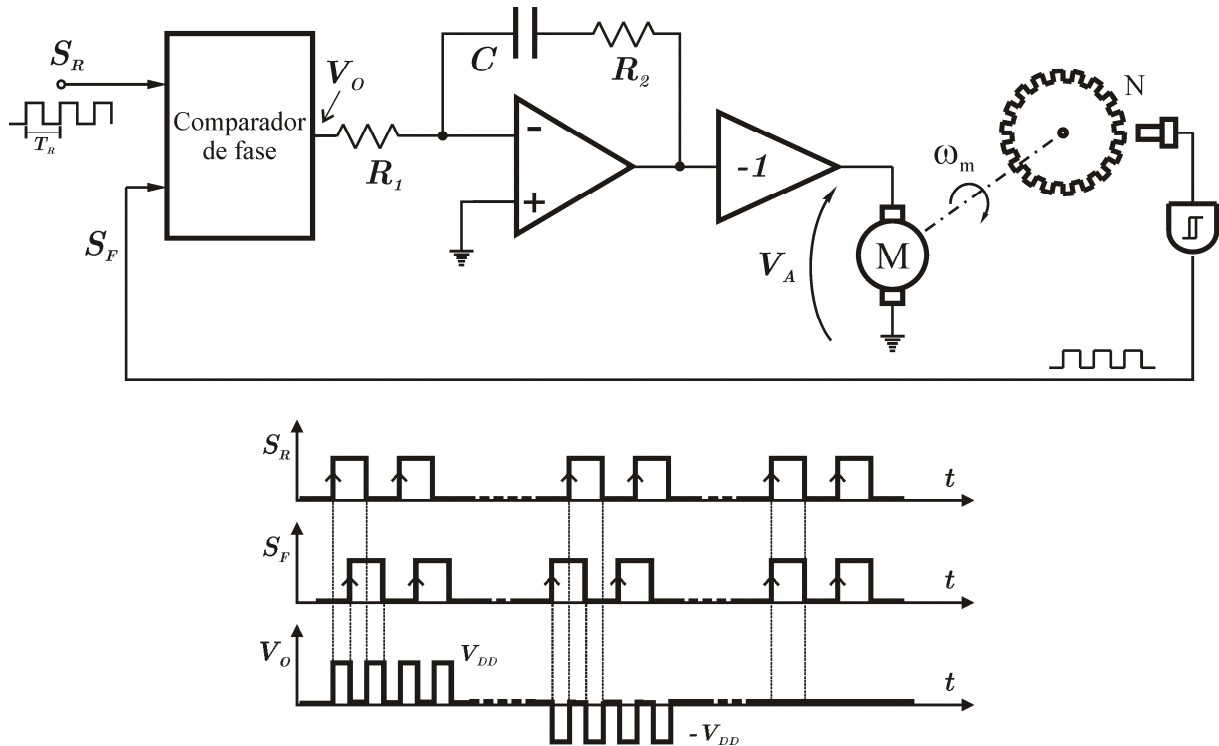 S_R
T_R
Comparador
de fase
V_O
R_1
C
R_2
-
+
-1
V_A
M
ω_m
N
S_F
S_R
t
S_F
t
V_O
V_DD
t
-V_DD